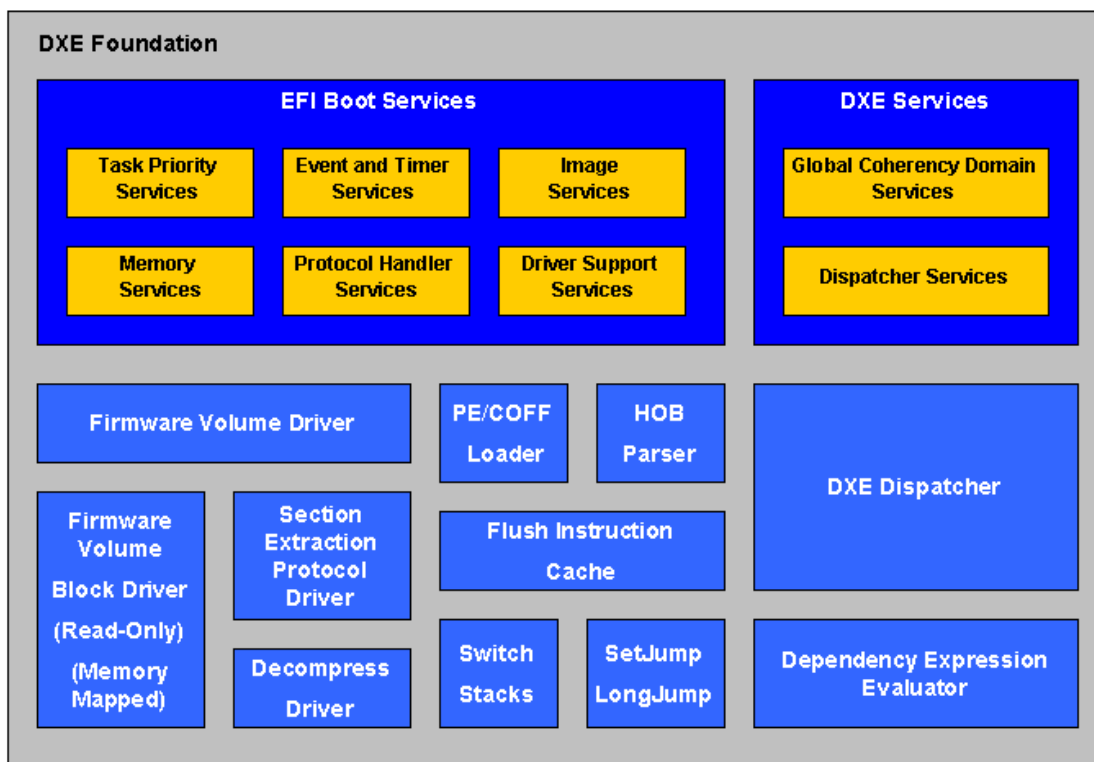 DXE Foundation
EFI Boot Services
Task Priority
Services
Event and Timer
Services
Image
Services
Memory
Services
Protocol Handler
Services
Driver Support
Services
DXE Services
Global Coherency Domain
Services
Dispatcher Services
Firmware Volume Driver
PE/COFF
Loader
HOB
Parser
DXE Dispatcher
Firmware
Volume
Block Driver
(Read-Only)
(Memory
Mapped)
Section
Extraction
Protocol
Driver
Flush Instruction
Cache
Decompress
Driver
Switch
Stacks
SetJump
LongJump
Dependency Expression
Evaluator